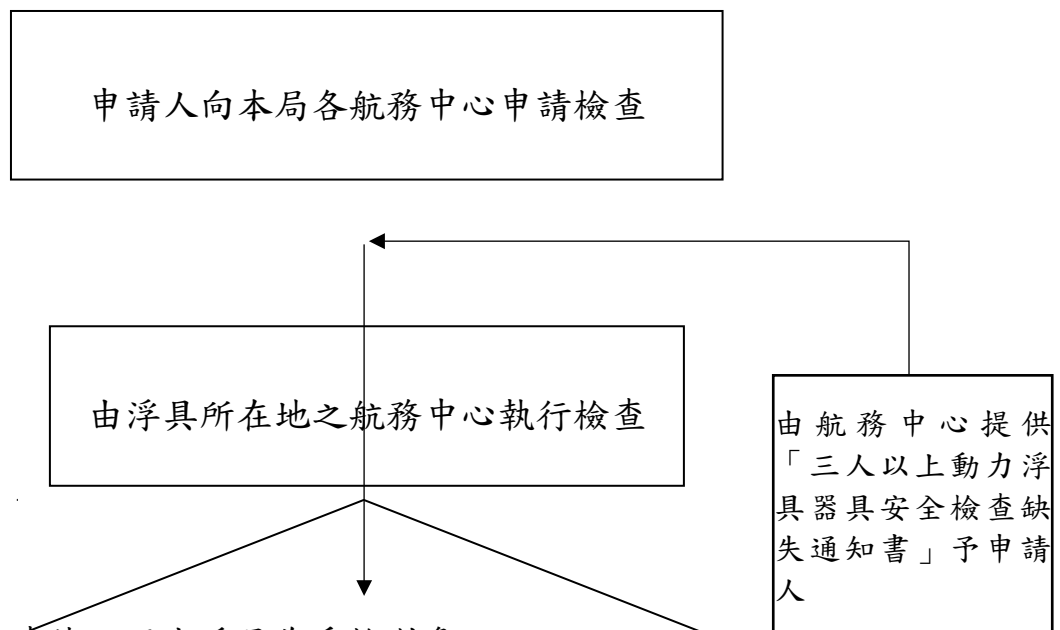 申請人向本局各航務中心申請檢查
由浮具所在地之航務中心執行檢查
由航務中心提供
「三人以上動力浮
具器具安全檢查缺
失通知書」予申請
人